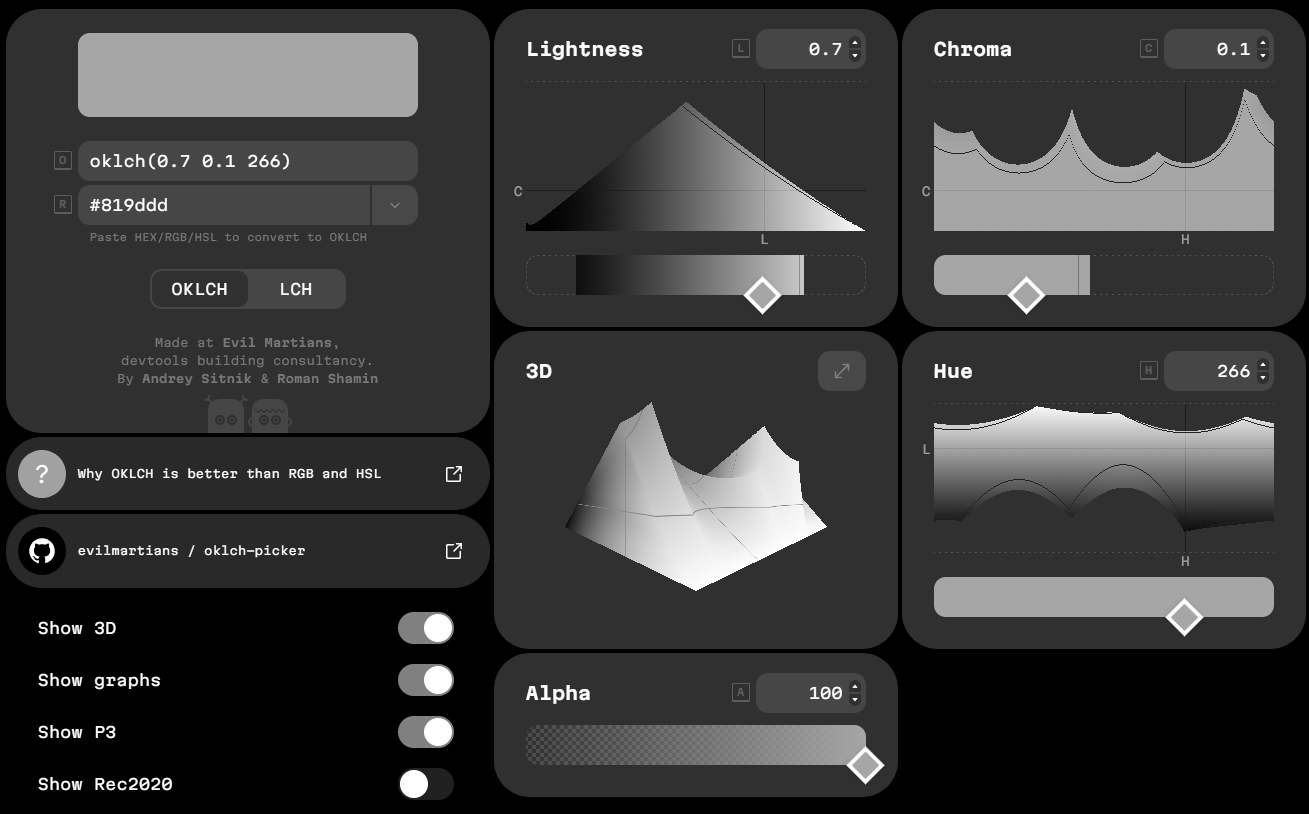 O
oklch(0.7 0.1 266)
R
#819ddd
Paste HEX/RGB/HSL to convert to OKLCH
OKLCH
LCH
Made at Evil Martians,
devtools building consultancy.
By Andrey Sitnik & Roman Shamin
?
Why OKLCH is better than RGB and HSL
evilmartians / oklch-picker
Show 3D
Show graphs
Show P3
Show Rec2020
Lightness
L
0.7
C
L
3D
Alpha
A
100
Chroma
C
0.1
C
H
Hue
H
266
L
H